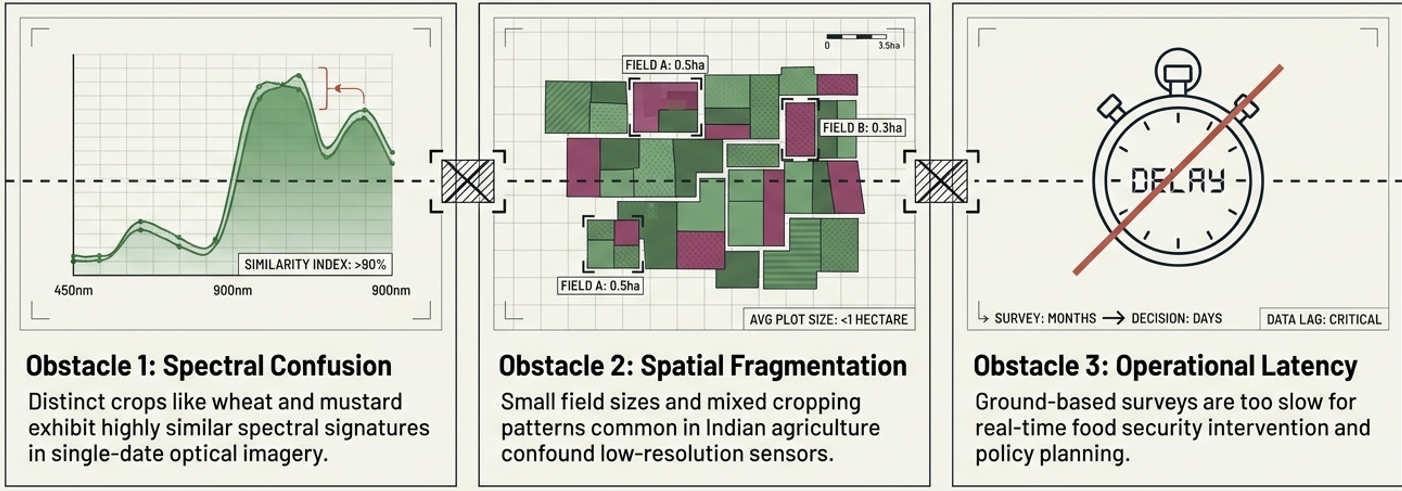 450nm
900nm
900nm
SIMILARITY INDEX: >90%
Obstacle 1: Spectral Confusion
Distinct crops like wheat and mustard
exhibit highly similar spectral signatures
in single-date optical imagery.
0
3.5ha
FIELD A: 0.5ha
FIELD B: 0.3ha
FIELD A: 0.5ha
AVG PLOT SIZE: <1 HECTARE
Obstacle 2: Spatial Fragmentation
Small field sizes and mixed cropping
patterns common in Indian agriculture
confound low-resolution sensors.
DELAY
SURVEY: MONTHS → DECISION: DAYS
DATA LAG: CRITICAL
Obstacle 3: Operational Latency
Ground-based surveys are too slow for
real-time food security intervention and
policy planning.